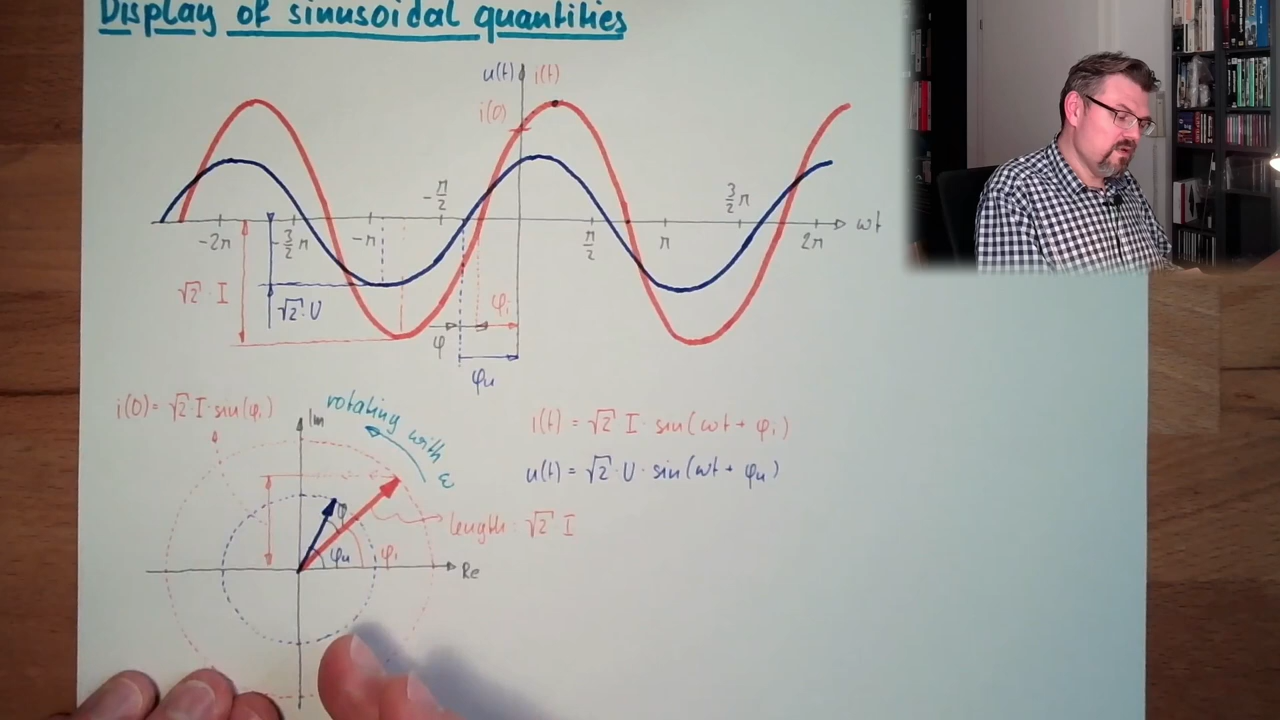 Display of sinusoidal quantities
u(t) i(t)
i(0)
-π/2
-2π -3/2 π -π π/2 π 3/2 π 2π ωt
√2 · I
√2 · U
φi
φ
φu
i(0) = √2 · I · sin(φi)
Im
rotating with ω
i(t) = √2 I · sin(ωt + φi)
u(t) = √2 · U · sin(ωt + φu)
φ
length: √2 I
φu φi
Re